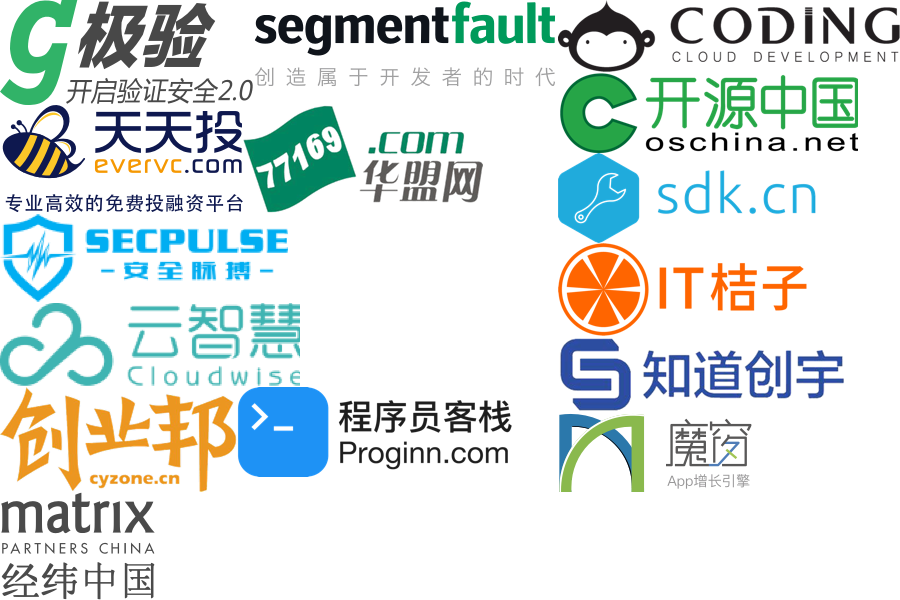 极验
开启验证安全2.0
segmentfault
创造属于开发者的时代
CODING
CLOUD DEVELOPMENT
天天投
evervc.com
专业高效的免费投融资平台
77169
.com
华盟网
开源中国
oschina.net
sdk.cn
SECPULSE
-安全脉搏-
IT桔子
云智慧
Cloudwise
知道创宇
创业邦
cyzone.cn
程序员客栈
Proginn.com
魔窗
App增长引擎
matrix
PARTNERS CHINA
经纬中国